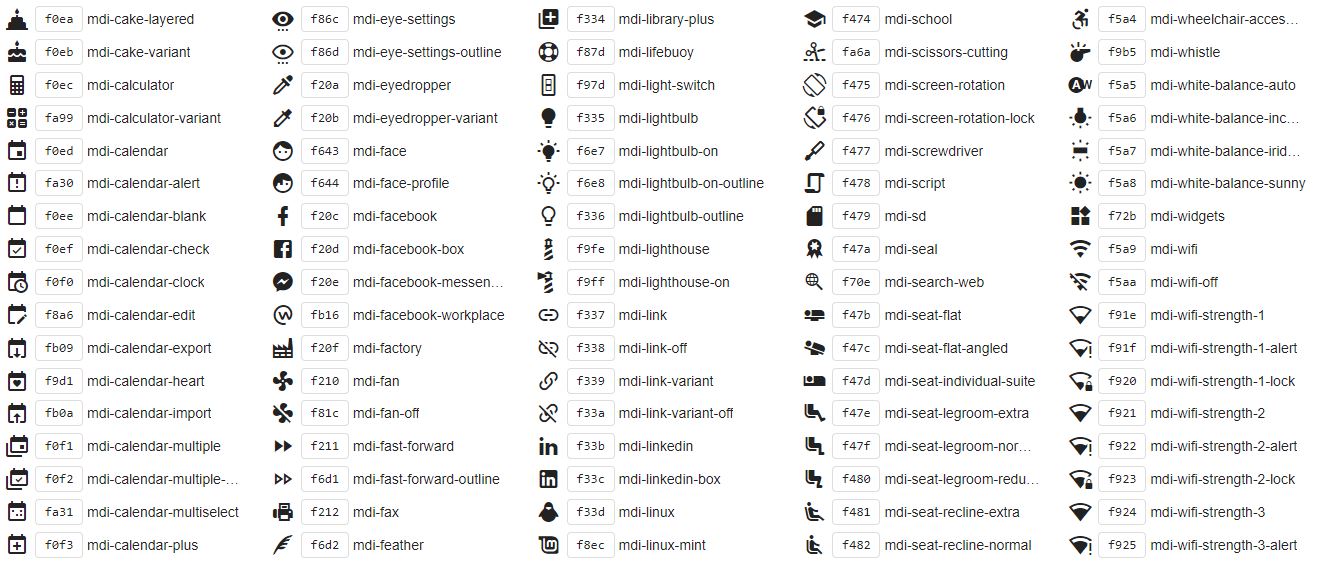 f0ea mdi-cake-layered
f0eb mdi-cake-variant
f0ec mdi-calculator
fa99 mdi-calculator-variant
f0ed mdi-calendar
fa30 mdi-calendar-alert
f0ee mdi-calendar-blank
f0ef mdi-calendar-check
f0f0 mdi-calendar-clock
f8a6 mdi-calendar-edit
fb09 mdi-calendar-export
f9d1 mdi-calendar-heart
fb0a mdi-calendar-import
f0f1 mdi-calendar-multiple
f0f2 mdi-calendar-multiple-...
fa31 mdi-calendar-multiselect
f0f3 mdi-calendar-plus
f86c mdi-eye-settings
f86d mdi-eye-settings-outline
f20a mdi-eyedropper
f20b mdi-eyedropper-variant
f643 mdi-face
f644 mdi-face-profile
f20c mdi-facebook
f20d mdi-facebook-box
f20e mdi-facebook-messen...
fb16 mdi-facebook-workplace
f20f mdi-factory
f210 mdi-fan
f81c mdi-fan-off
f211 mdi-fast-forward
f6d1 mdi-fast-forward-outline
f212 mdi-fax
f6d2 mdi-feather
f334 mdi-library-plus
f87d mdi-lifebuoy
f97d mdi-light-switch
f335 mdi-lightbulb
f6e7 mdi-lightbulb-on
f6e8 mdi-lightbulb-on-outline
f336 mdi-lightbulb-outline
f9fe mdi-lighthouse
f9ff mdi-lighthouse-on
f337 mdi-link
f338 mdi-link-off
f339 mdi-link-variant
f33a mdi-link-variant-off
f33b mdi-linkedin
f33c mdi-linkedin-box
f33d mdi-linux
f8ec mdi-linux-mint
f474 mdi-school
fa6a mdi-scissors-cutting
f475 mdi-screen-rotation
f476 mdi-screen-rotation-lock
f477 mdi-screwdriver
f478 mdi-script
f479 mdi-sd
f47a mdi-seal
f70e mdi-search-web
f47b mdi-seat-flat
f47c mdi-seat-flat-angled
f47d mdi-seat-individual-suite
f47e mdi-seat-legroom-extra
f47f mdi-seat-legroom-nor...
f480 mdi-seat-legroom-redu...
f481 mdi-seat-recline-extra
f482 mdi-seat-recline-normal
f5a4 mdi-wheelchair-acces...
f9b5 mdi-whistle
AW f5a5 mdi-white-balance-auto
f5a6 mdi-white-balance-inc...
f5a7 mdi-white-balance-irid...
f5a8 mdi-white-balance-sunny
f72b mdi-widgets
f5a9 mdi-wifi
f5aa mdi-wifi-off
f91e mdi-wifi-strength-1
f91f mdi-wifi-strength-1-alert
f920 mdi-wifi-strength-1-lock
f921 mdi-wifi-strength-2
f922 mdi-wifi-strength-2-alert
f923 mdi-wifi-strength-2-lock
f924 mdi-wifi-strength-3
f925 mdi-wifi-strength-3-alert